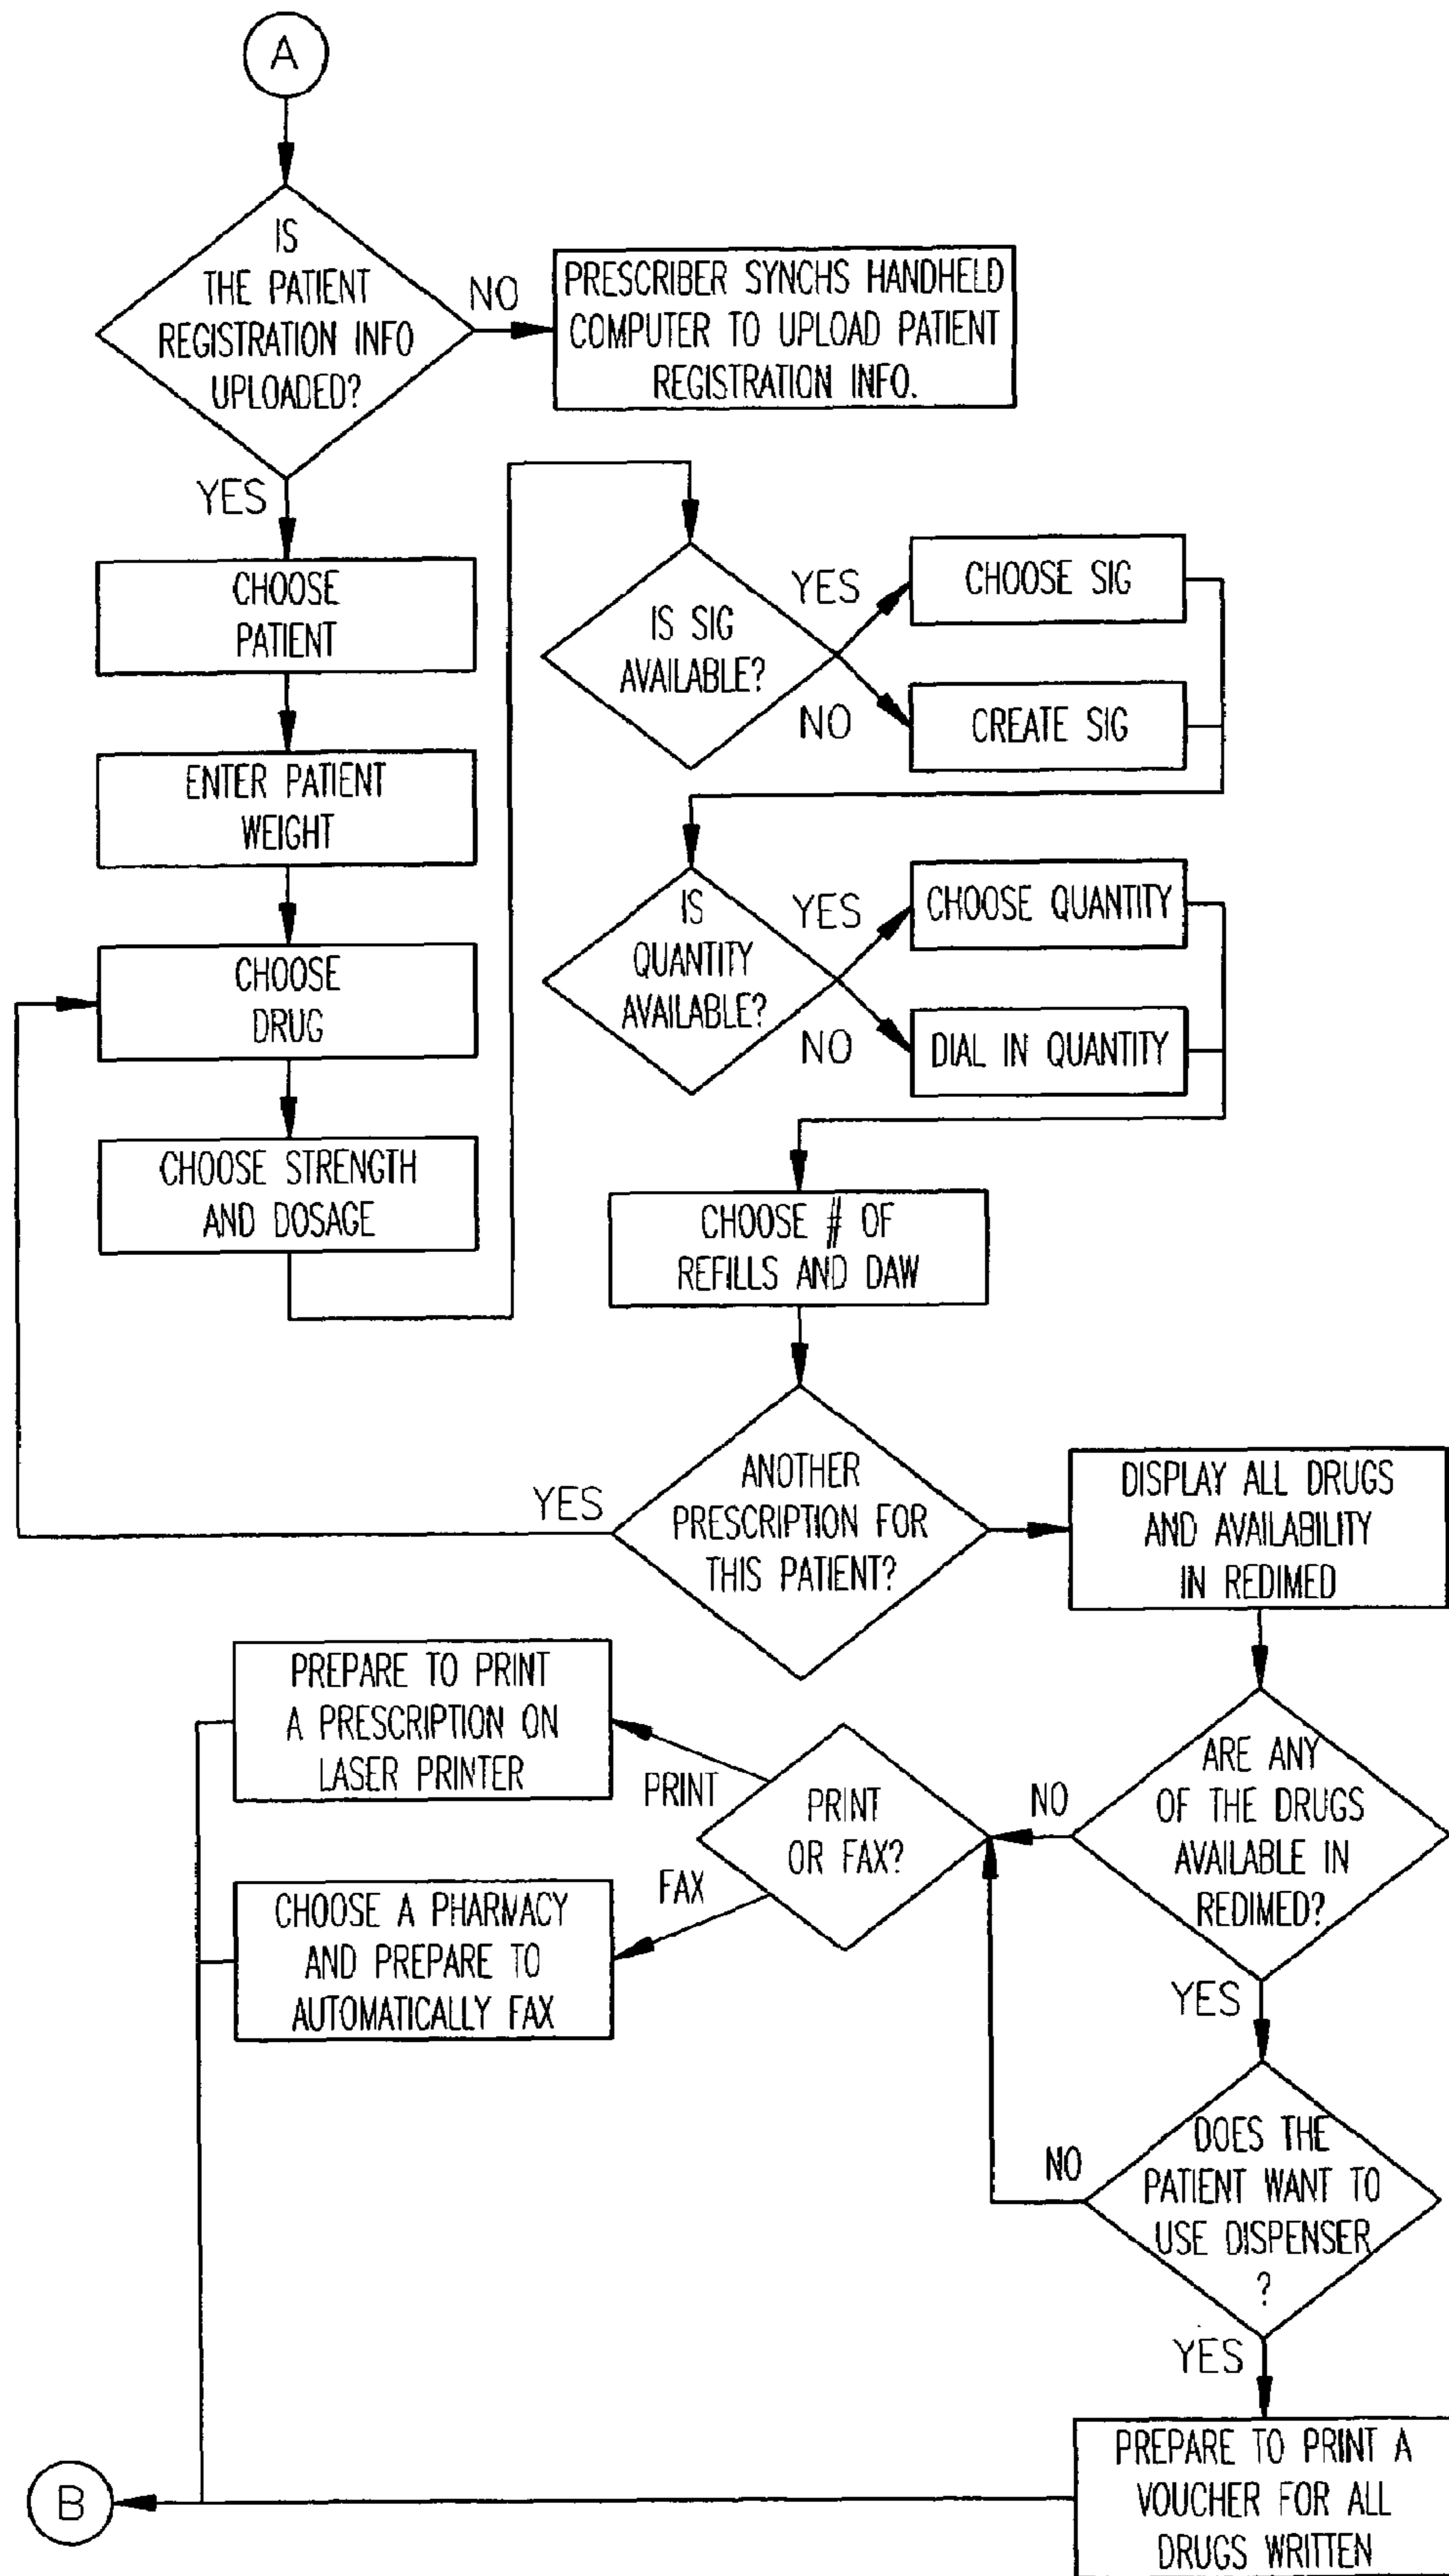 A
IS
THE PATIENT
REGISTRATION INFO
UPLOADED?
NO
PRESCRIBER SYNCHS HANDHELD
COMPUTER TO UPLOAD PATIENT
REGISTRATION INFO.
YES
CHOOSE
PATIENT
ENTER PATIENT
WEIGHT
CHOOSE
DRUG
CHOOSE STRENGTH
AND DOSAGE
IS SIG
AVAILABLE?
YES
CHOOSE SIG
NO
CREATE SIG
IS
QUANTITY
AVAILABLE?
YES
CHOOSE QUANTITY
NO
DIAL IN QUANTITY
CHOOSE # OF
REFILLS AND DAW
ANOTHER
PRESCRIPTION FOR
THIS PATIENT?
YES
DISPLAY ALL DRUGS
AND AVAILABILITY
IN REDIMED
ARE ANY
OF THE DRUGS
AVAILABLE IN
REDIMED?
NO
PRINT
OR FAX?
PRINT
PREPARE TO PRINT
A PRESCRIPTION ON
LASER PRINTER
FAX
CHOOSE A PHARMACY
AND PREPARE TO
AUTOMATICALLY FAX
YES
DOES THE
PATIENT WANT TO
USE DISPENSER
?
NO
YES
PREPARE TO PRINT A
VOUCHER FOR ALL
DRUGS WRITTEN
B